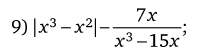 9) |x³−x²|− 7x / x³−15x ;